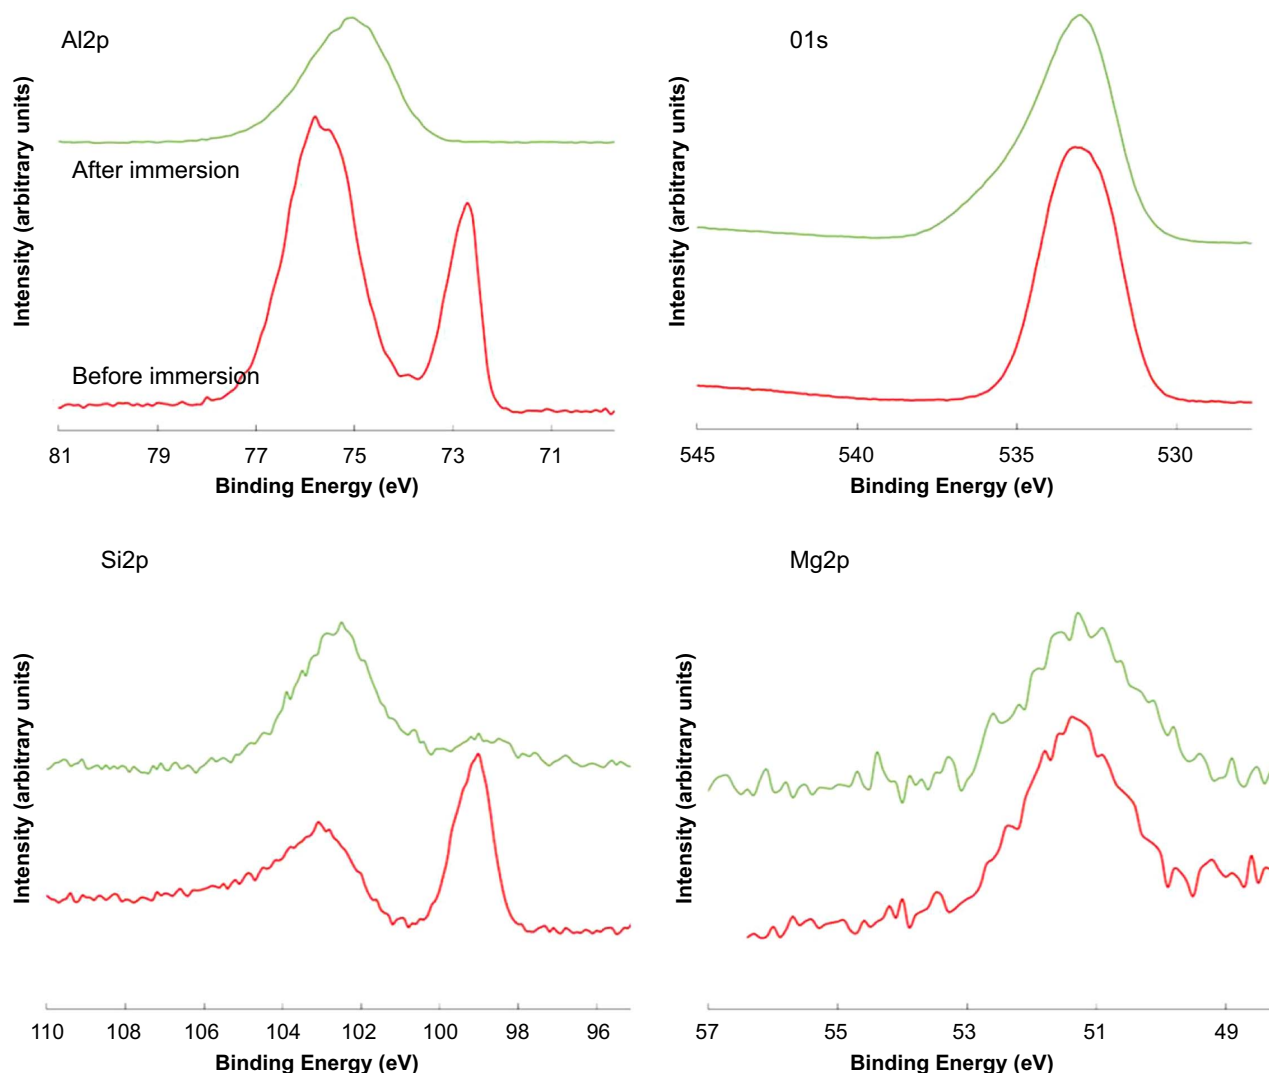 Al2p
Intensity (arbitrary units)
After immersion
Before immersion
81 79 77 75 73 71
Binding Energy (eV)
01s
Intensity (arbitrary units)
545 540 535 530
Binding Energy (eV)
Si2p
Intensity (arbitrary units)
110 108 106 104 102 100 98 96
Binding Energy (eV)
Mg2p
Intensity (arbitrary units)
57 55 53 51 49
Binding Energy (eV)